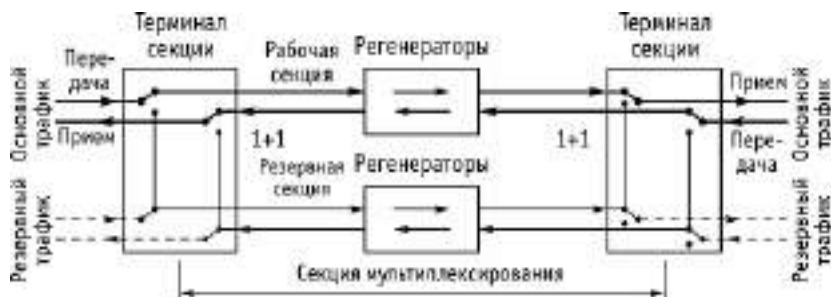 Терминал
секции
Терминал
секции
Пере-
дача
Рабочая
секция
Регенераторы
Прием
Основной
трафик
Прием
1+1
1+1
Пере-
дача
Основной
трафик
Резервная
секция
Регенераторы
Резервный
трафик
Резервный
трафик
Секция мультиплексирования